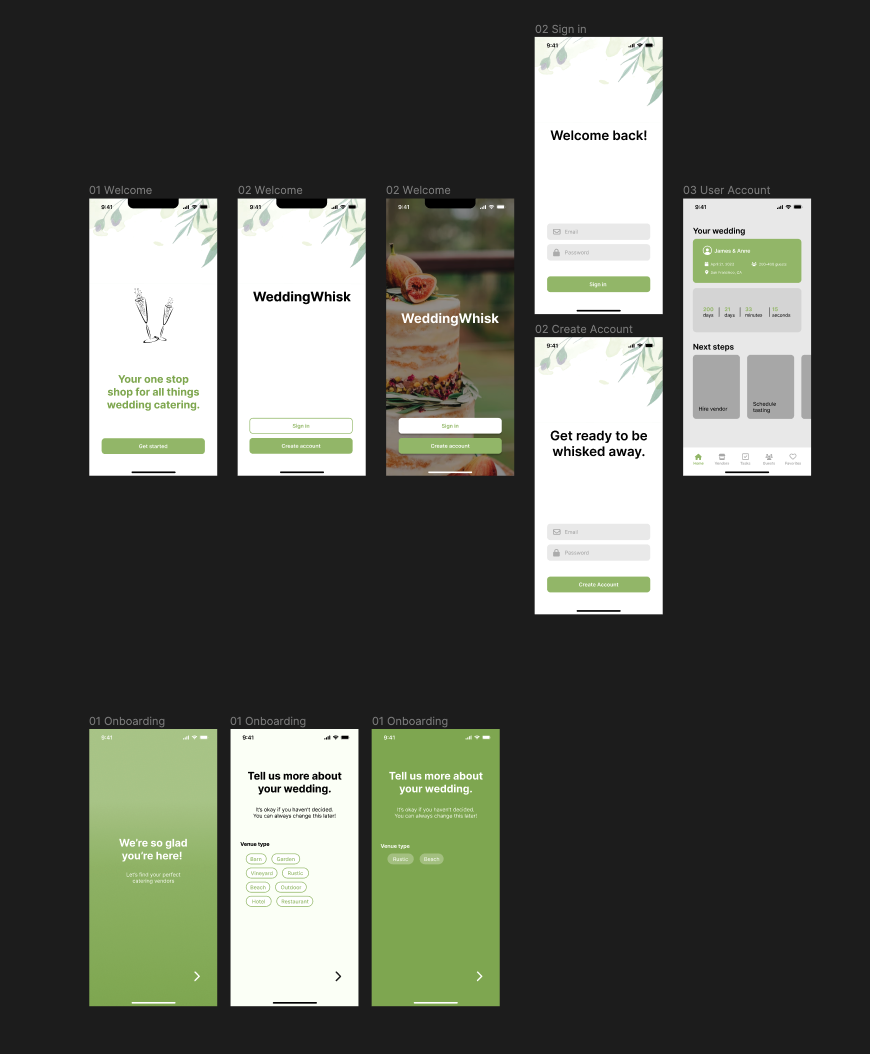 02 Sign in
9:41
Welcome back!
Email
Password
Sign in
01 Welcome
9:41
Your one stop
shop for all things
wedding catering.
Get started
02 Welcome
9:41
WeddingWhisk
Sign in
Create account
02 Welcome
9:41
WeddingWhisk
Sign in
Create account
02 Create Account
9:41
Get ready to be
whisked away.
Email
Password
Create Account
03 User Account
9:41
Your wedding
James & Anne
April 21, 2023
guests
San Francisco, CA
200 21 33 15
days days minutes seconds
Next steps
Hire vendor
Schedule
tasting
Home Vendors Tasks Events Favorites
01 Onboarding
9:41
We're so glad
you're here!
Let's find your perfect
catering vendors
01 Onboarding
9:41
Tell us more about
your wedding.
It's okay if you haven't decided.
You can always change this later!
Venue type
Barn Garden
Vineyard Rustic
Beach Outdoor
Hotel Restaurant
01 Onboarding
9:41
Tell us more about
your wedding.
It's okay if you haven't decided.
You can always change this later!
Venue type
Rustic Beach